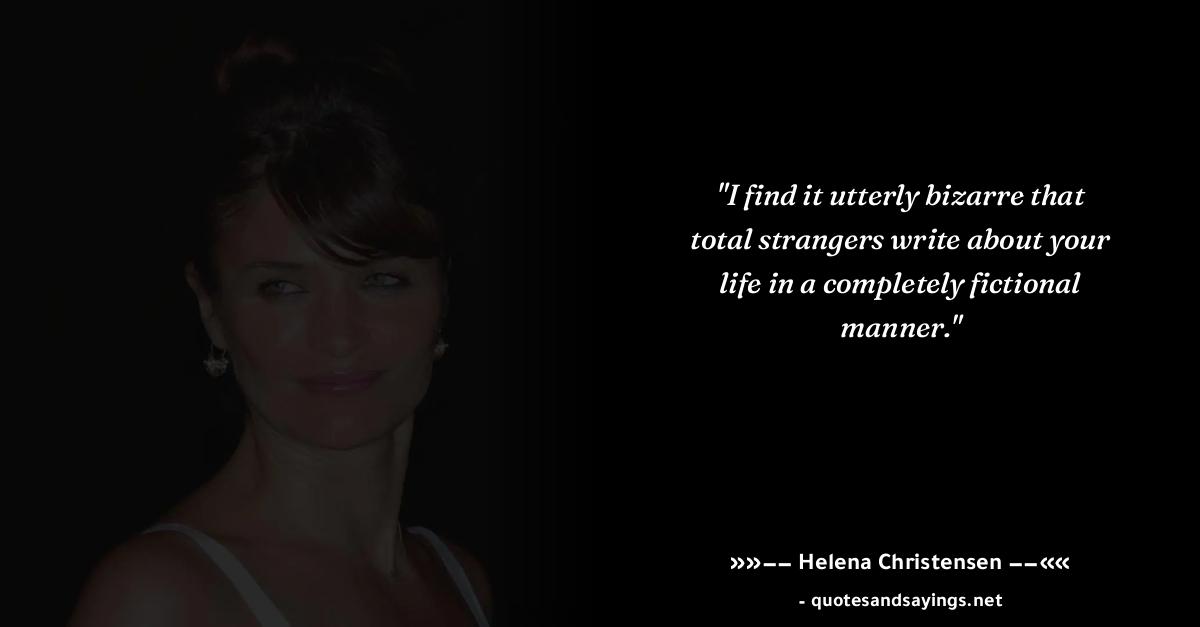 "I find it utterly bizarre that
total strangers write about your
life in a completely fictional
manner."
»»–– Helena Christensen ––««
- quotesandsayings.net